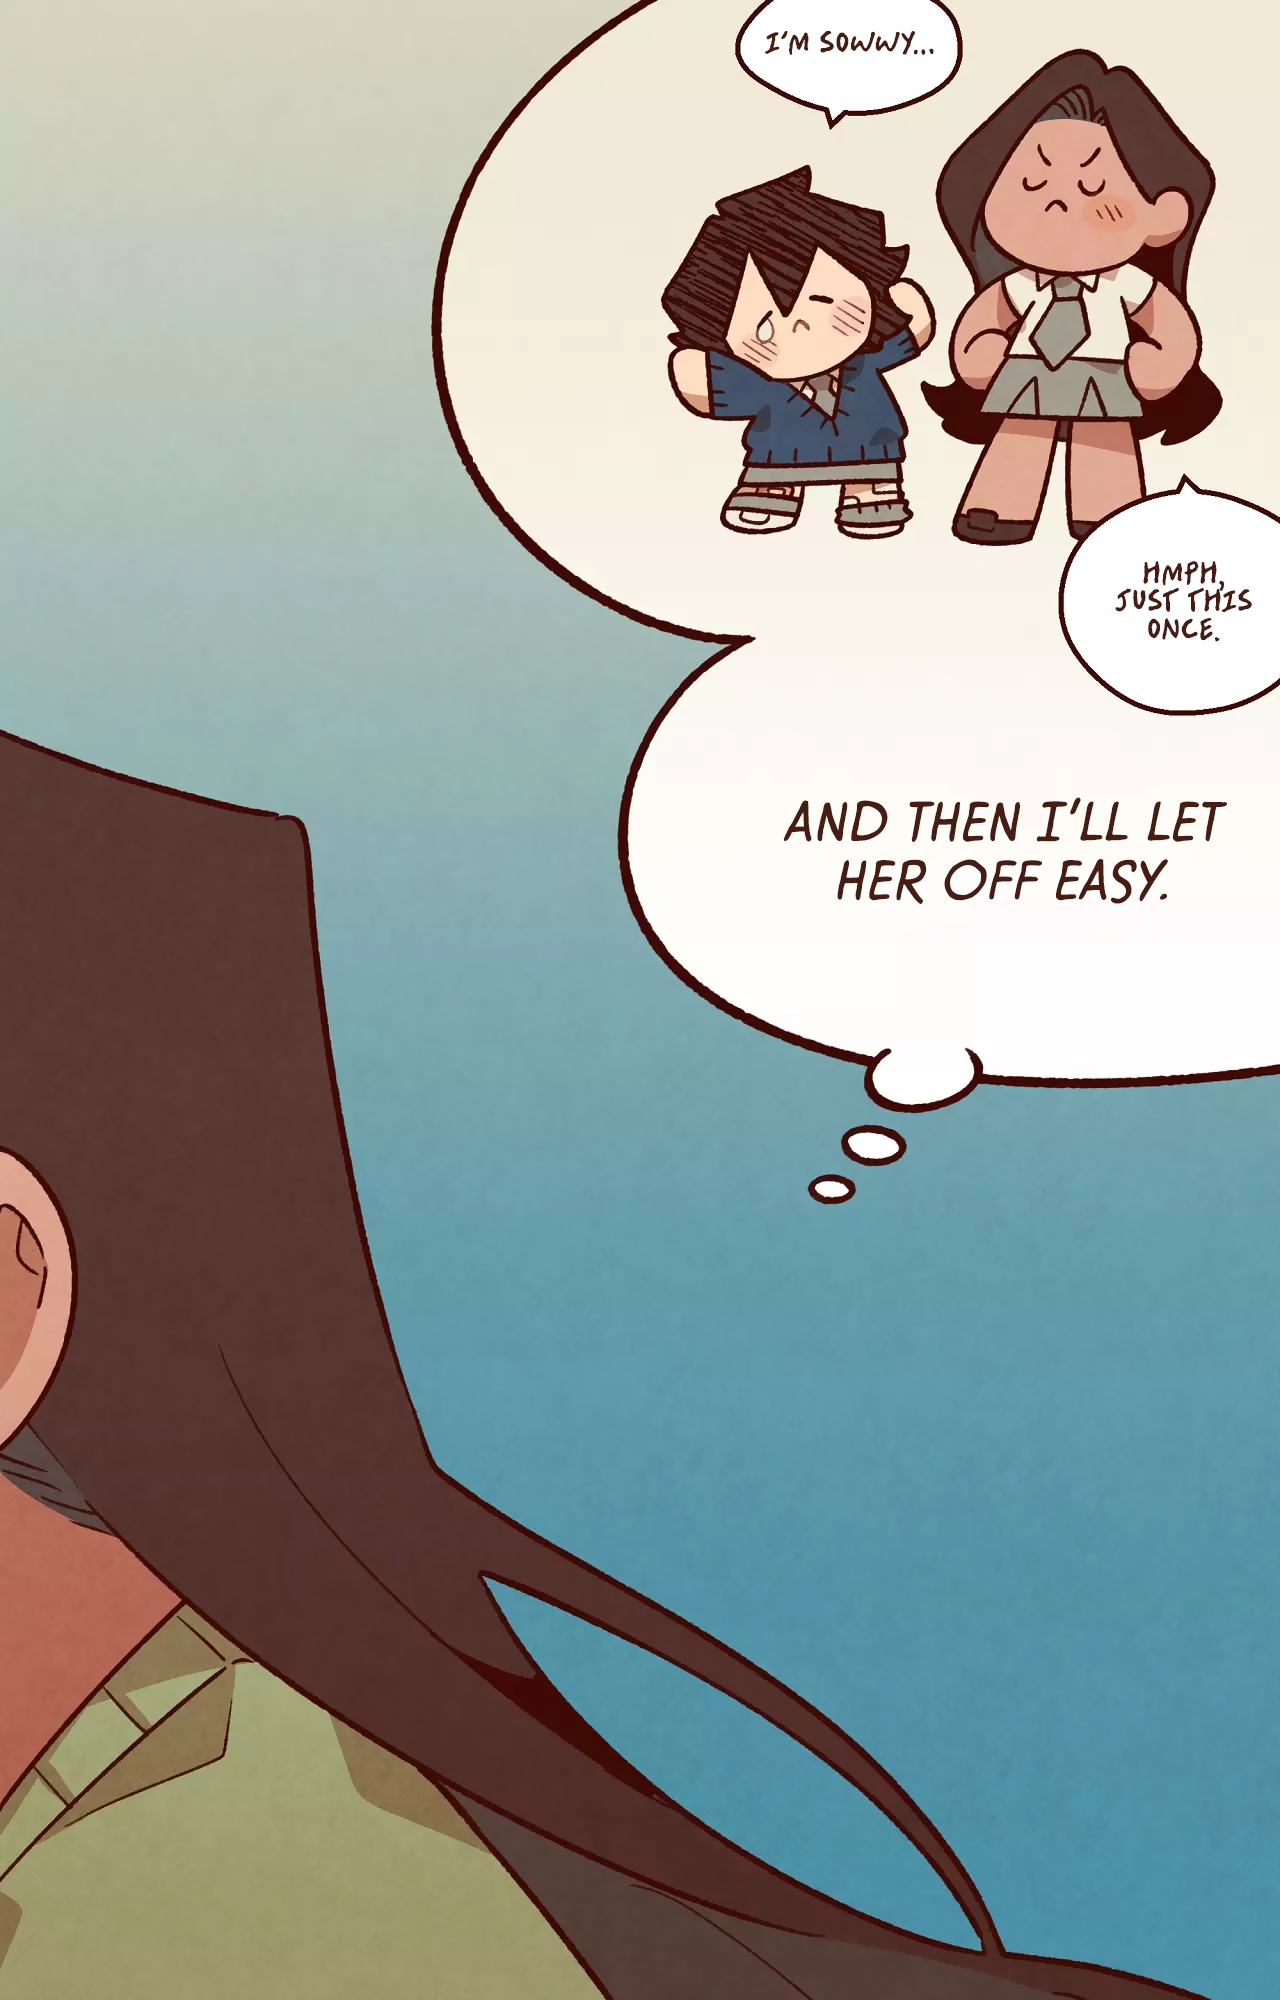 I'M SOWWY...
HMPH,
JUST THIS
ONCE.
AND THEN I'LL LET
HER OFF EASY.